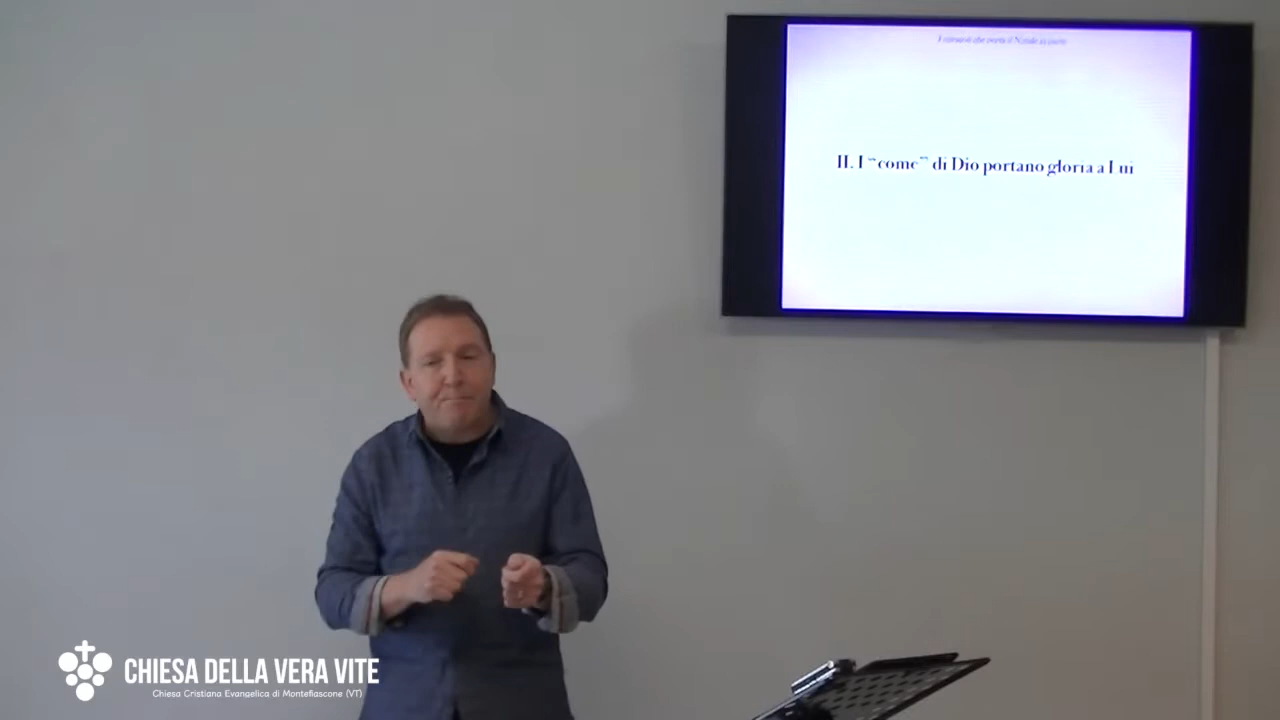 II. I "come" di Dio portano gloria a Lui
CHIESA DELLA VERA VITE
Chiesa Cristiana Evangelica di Montefiascone (VT)